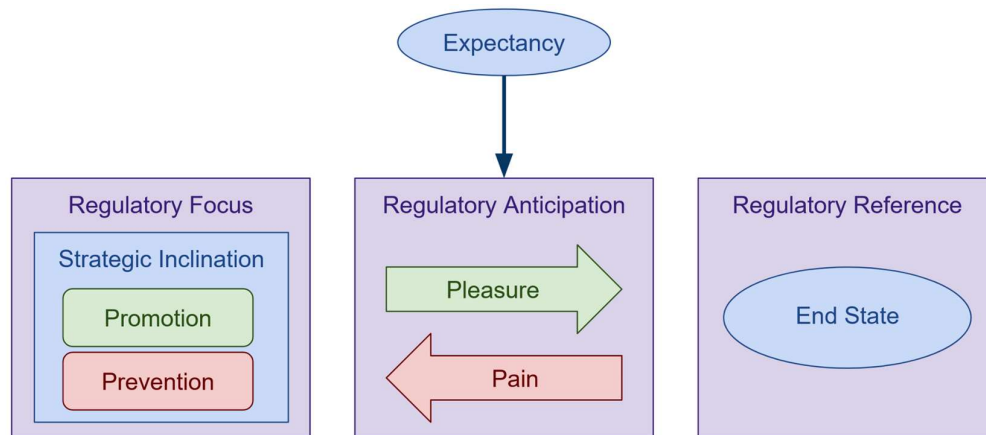 Expectancy
Regulatory Focus
Strategic Inclination
Promotion
Prevention
Regulatory Anticipation
Pleasure
Pain
Regulatory Reference
End State